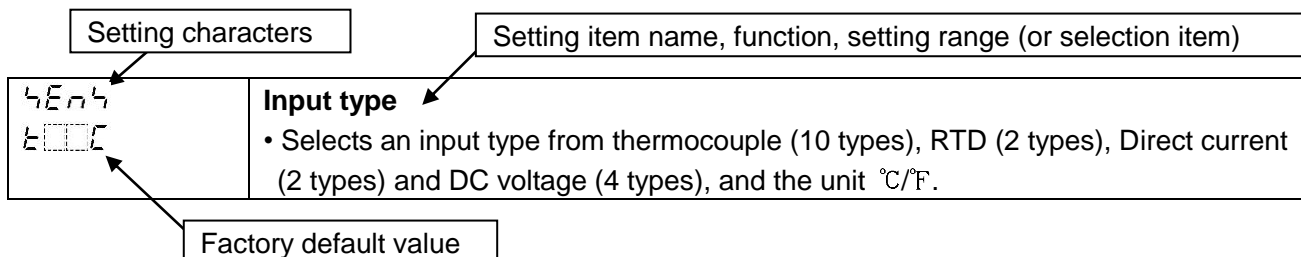 Setting characters
Setting item name, function, setting range (or selection item)
SEnS
Input type
E    C
• Selects an input type from thermocouple (10 types), RTD (2 types), Direct current
(2 types) and DC voltage (4 types), and the unit ℃/℉.
Factory default value